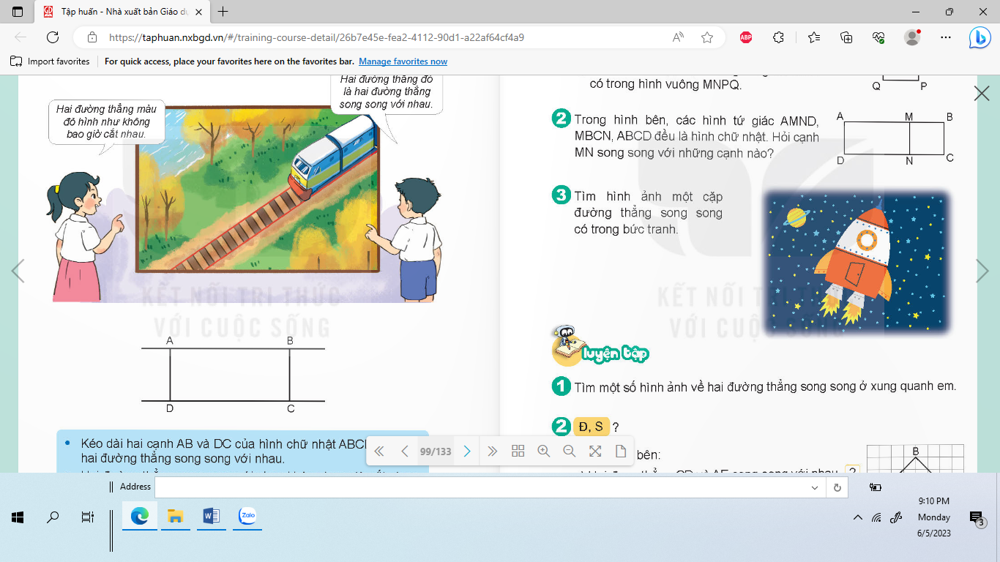 Tập huấn - Nhà xuất bản Giáo dụ
https://taphuan.nxbgd.vn/#/training-course-detail/26b7e45e-fea2-4112-90d1-a22af64cf4a9
ABP
Import favorites
For quick access, place your favorites here on the favorites bar. Manage favorites now
Hai đường thẳng màu
đỏ hình như không
bao giờ cắt nhau.
Hai đường thẳng đó
là hai đường thẳng
song song với nhau.
KẾT NỐI TRI THỨC
VỚI CUỘC SỐNG
A B
D C
• Kéo dài hai cạnh AB và DC của hình chữ nhật ABC
hai đường thẳng song song với nhau.
có trong hình vuông MNPQ.
Q P
2 Trong hình bên, các hình tứ giác AMND,
MBCN, ABCD đều là hình chữ nhật. Hỏi cạnh
MN song song với những cạnh nào?
A M B
D N C
3 Tìm hình ảnh một cặp
đường thẳng song song
có trong bức tranh.
KẾT NỐI TRI THỨC
VỚI CUỘC SỐNG
luyện tập
1 Tìm một số hình ảnh về hai đường thẳng song song ở xung quanh em.
2 Đ, S ?
bên:
B
99/133
Address
Zalo
9:10 PM
Monday
6/5/2023
3